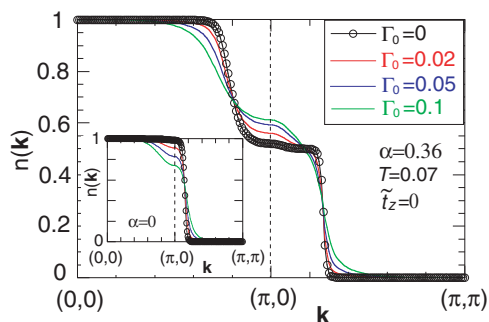 1
0.8
0.6
0.4
0.2
0
n(k)
Γ₀=0
Γ₀=0.02
Γ₀=0.05
Γ₀=0.1
α=0.36
T=0.07
t̃z=0
1
n(k)
0
α=0
(0,0)
(π,0)
k
(π,π)
(0,0)
(π,0)
k
(π,π)